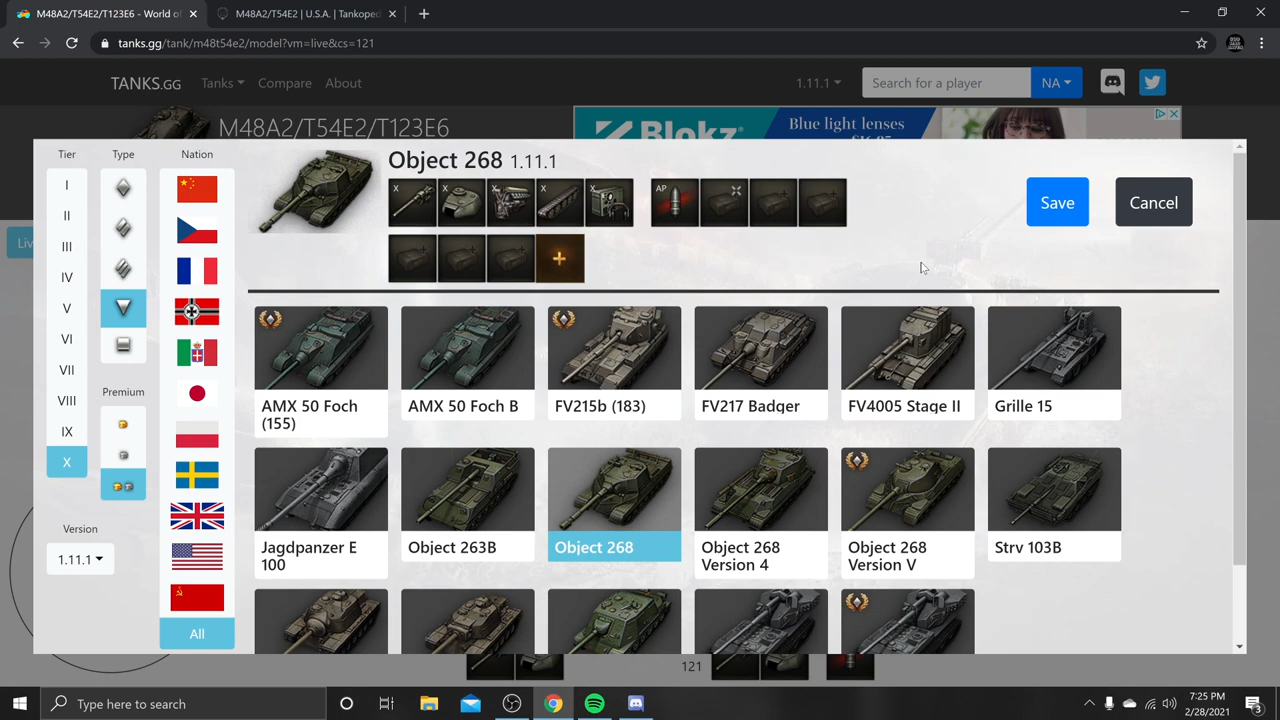 M48A2/T54E2/T123E6 - World of
M48A2/T54E2 | U.S.A. | Tankoped
tanks.gg/tank/m48t54e2/model?vm=live&cs=121
TANKS.GG
Tanks
Compare
About
1.11.1
Search for a player
NA
M48A2/T54E2/T123E6
Blokz
Blue light lenses
Tier
Type
Nation
Object 268 1.11.1
X
X
X
X
X
AP
Save
Cancel
I
II
III
IV
V
VI
VII
VIII
IX
X
Premium
Version
1.11.1
All
AMX 50 Foch
(155)
AMX 50 Foch B
FV215b (183)
FV217 Badger
FV4005 Stage II
Grille 15
Jagdpanzer E
100
Object 263B
Object 268
Object 268
Version 4
Object 268
Version V
Strv 103B
121
Type here to search
7:25 PM
2/28/2021
3